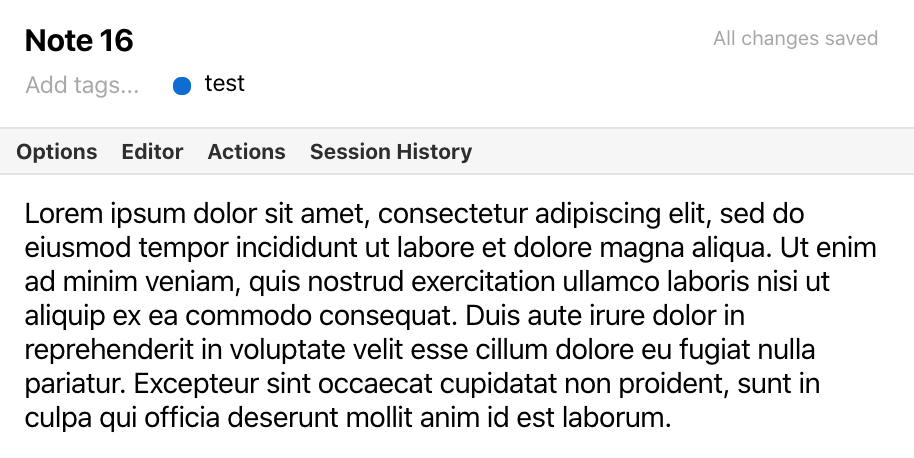 Note 16
All changes saved
Add tags...
test
Options Editor Actions Session History
Lorem ipsum dolor sit amet, consectetur adipiscing elit, sed do
eiusmod tempor incididunt ut labore et dolore magna aliqua. Ut enim
ad minim veniam, quis nostrud exercitation ullamco laboris nisi ut
aliquip ex ea commodo consequat. Duis aute irure dolor in
reprehenderit in voluptate velit esse cillum dolore eu fugiat nulla
pariatur. Excepteur sint occaecat cupidatat non proident, sunt in
culpa qui officia deserunt mollit anim id est laborum.